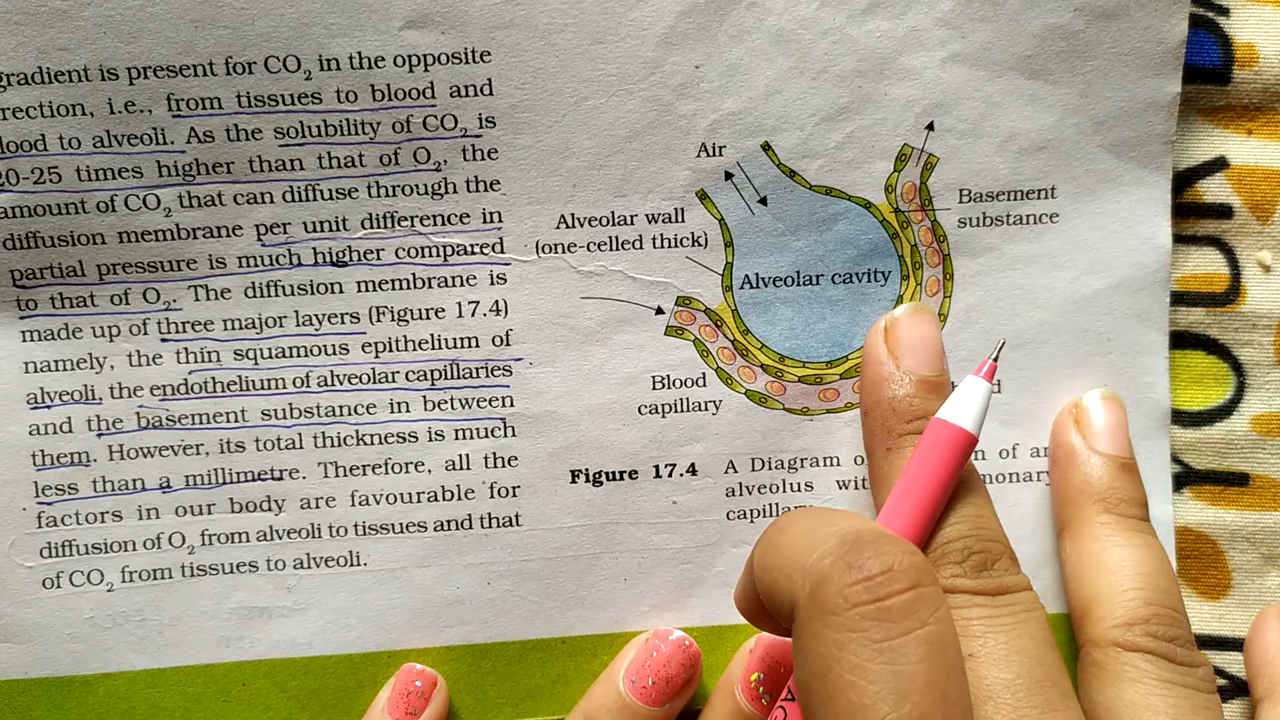 gradient is present for CO2 in the opposite
rection, i.e., from tissues to blood and
lood to alveoli. As the solubility of CO2 is
20-25 times higher than that of O2, the
amount of CO2 that can diffuse through the
diffusion membrane per unit difference in
partial pressure is much higher compared
to that of O2. The diffusion membrane is
made up of three major layers (Figure 17.4)
namely, the thin squamous epithelium of
alveoli, the endothelium of alveolar capillaries
and the basement substance in between
them. However, its total thickness is much
less than a millimetre. Therefore, all the
factors in our body are favourable for
diffusion of O2 from alveoli to tissues and that
of CO2 from tissues to alveoli.
Air
Alveolar wall
(one-celled thick)
Basement
substance
Alveolar cavity
Blood
capillary
Figure 17.4 A Diagram of an
alveolus
YOUR